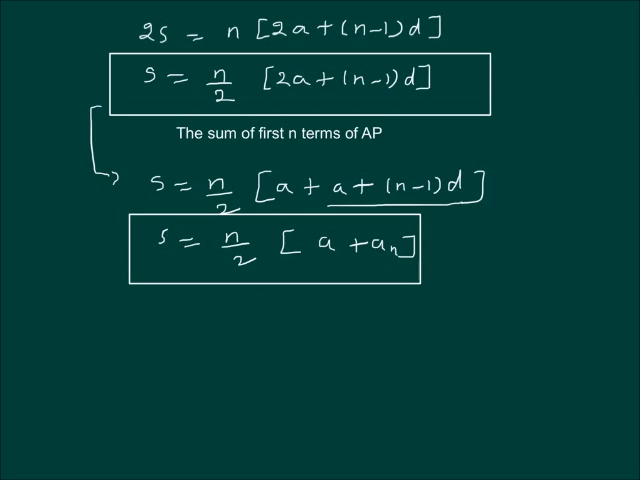 2s = n [2a + (n-1)d]
s = n/2 [2a + (n-1)d]
The sum of first n terms of AP
s = n/2 [a + a + (n-1)d]
s = n/2 [a + aₙ]